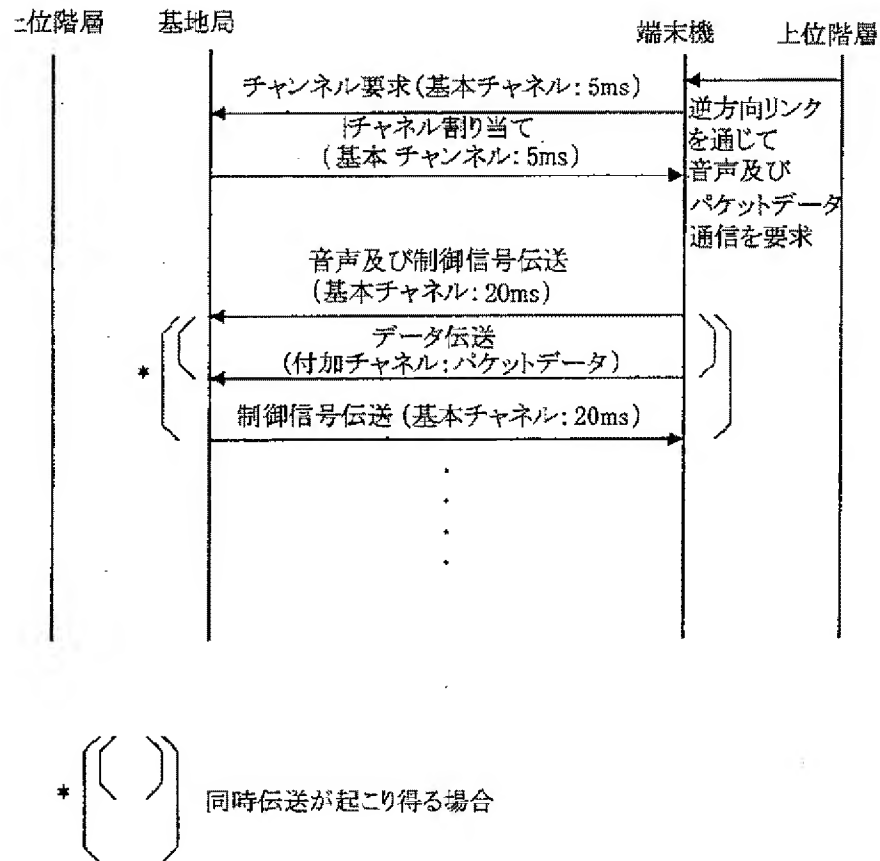 上位階層
基地局
端末機
上位階層
チャンネル要求(基本チャネル:5ms)
チャネル割り当て
(基本 チャンネル:5ms)
逆方向リンク
を通じて
音声及び
パケットデータ
通信を要求
音声及び制御信号伝送
(基本チャネル:20ms)
データ伝送
(付加チャネル:パケットデータ)
*
制御信号伝送 (基本チャネル:20ms)
* 同時伝送が起こり得る場合